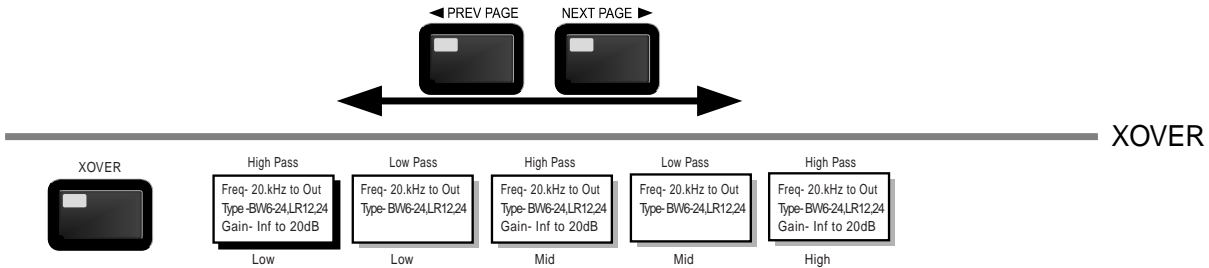 ◄ PREV PAGE NEXT PAGE ►
XOVER
XOVER
High Pass
Freq- 20.kHz to Out
Type -BW6-24,LR12,24
Gain- Inf to 20dB
Low
Low Pass
Freq- 20.kHz to Out
Type- BW6-24,LR12,24
Low
High Pass
Freq- 20.kHz to Out
Type- BW6-24,LR12,24
Gain- Inf to 20dB
Mid
Low Pass
Freq- 20.kHz to Out
Type- BW6-24,LR12,24
Mid
High Pass
Freq- 20.kHz to Out
Type- BW6-24,LR12,24
Gain- Inf to 20dB
High